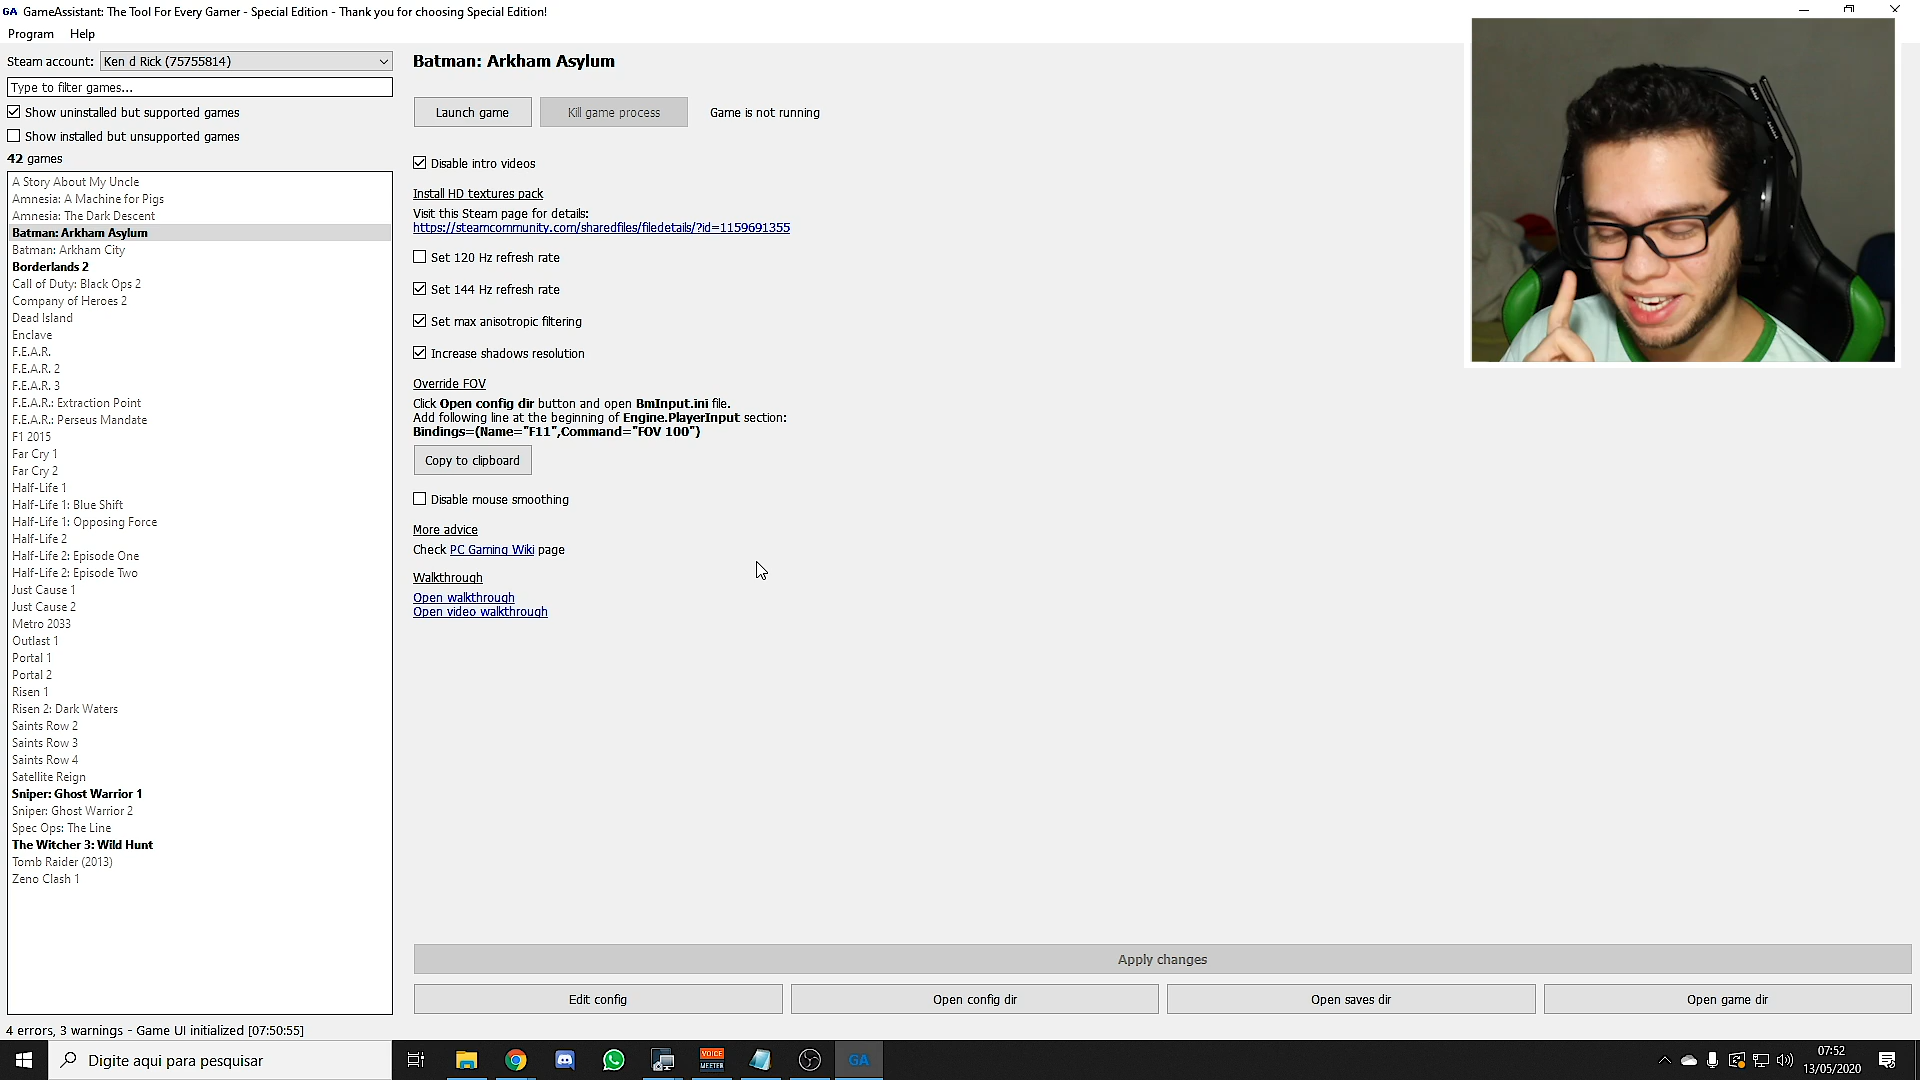 GA GameAssistant: The Tool For Every Gamer - Special Edition - Thank you for choosing Special Edition!
Program Help
Steam account: Ken d Rick (75755814)
Type to filter games...
Show uninstalled but supported games
Show installed but unsupported games
42 games
A Story About My Uncle
Amnesia: A Machine for Pigs
Amnesia: The Dark Descent
Batman: Arkham Asylum
Batman: Arkham City
Borderlands 2
Call of Duty: Black Ops 2
Company of Heroes 2
Dead Island
Enclave
F.E.A.R.
F.E.A.R. 2
F.E.A.R. 3
F.E.A.R.: Extraction Point
F.E.A.R.: Perseus Mandate
F1 2015
Far Cry 1
Far Cry 2
Half-Life 1
Half-Life 1: Blue Shift
Half-Life 1: Opposing Force
Half-Life 2
Half-Life 2: Episode One
Half-Life 2: Episode Two
Just Cause 1
Just Cause 2
Metro 2033
Outlast 1
Portal 1
Portal 2
Risen 1
Risen 2: Dark Waters
Saints Row 2
Saints Row 3
Saints Row 4
Satellite Reign
Sniper: Ghost Warrior 1
Sniper: Ghost Warrior 2
Spec Ops: The Line
The Witcher 3: Wild Hunt
Tomb Raider (2013)
Zeno Clash 1
Batman: Arkham Asylum
Launch game Kill game process Game is not running
Disable intro videos
Install HD textures pack
Visit this Steam page for details:
https://steamcommunity.com/sharedfiles/filedetails/?id=1159691355
Set 120 Hz refresh rate
Set 144 Hz refresh rate
Set max anisotropic filtering
Increase shadows resolution
Override FOV
Click Open config dir button and open BmInput.ini file.
Add following line at the beginning of Engine.PlayerInput section:
Bindings=(Name="F11",Command="FOV 100")
Copy to clipboard
Disable mouse smoothing
More advice
Check PC Gaming Wiki page
Walkthrough
Open walkthrough
Open video walkthrough
Apply changes
Edit config Open config dir Open saves dir Open game dir
4 errors, 3 warnings - Game UI initialized [07:50:55]
Digite aqui para pesquisar
VOICE
MEETER
GA
07:52
13/05/2020